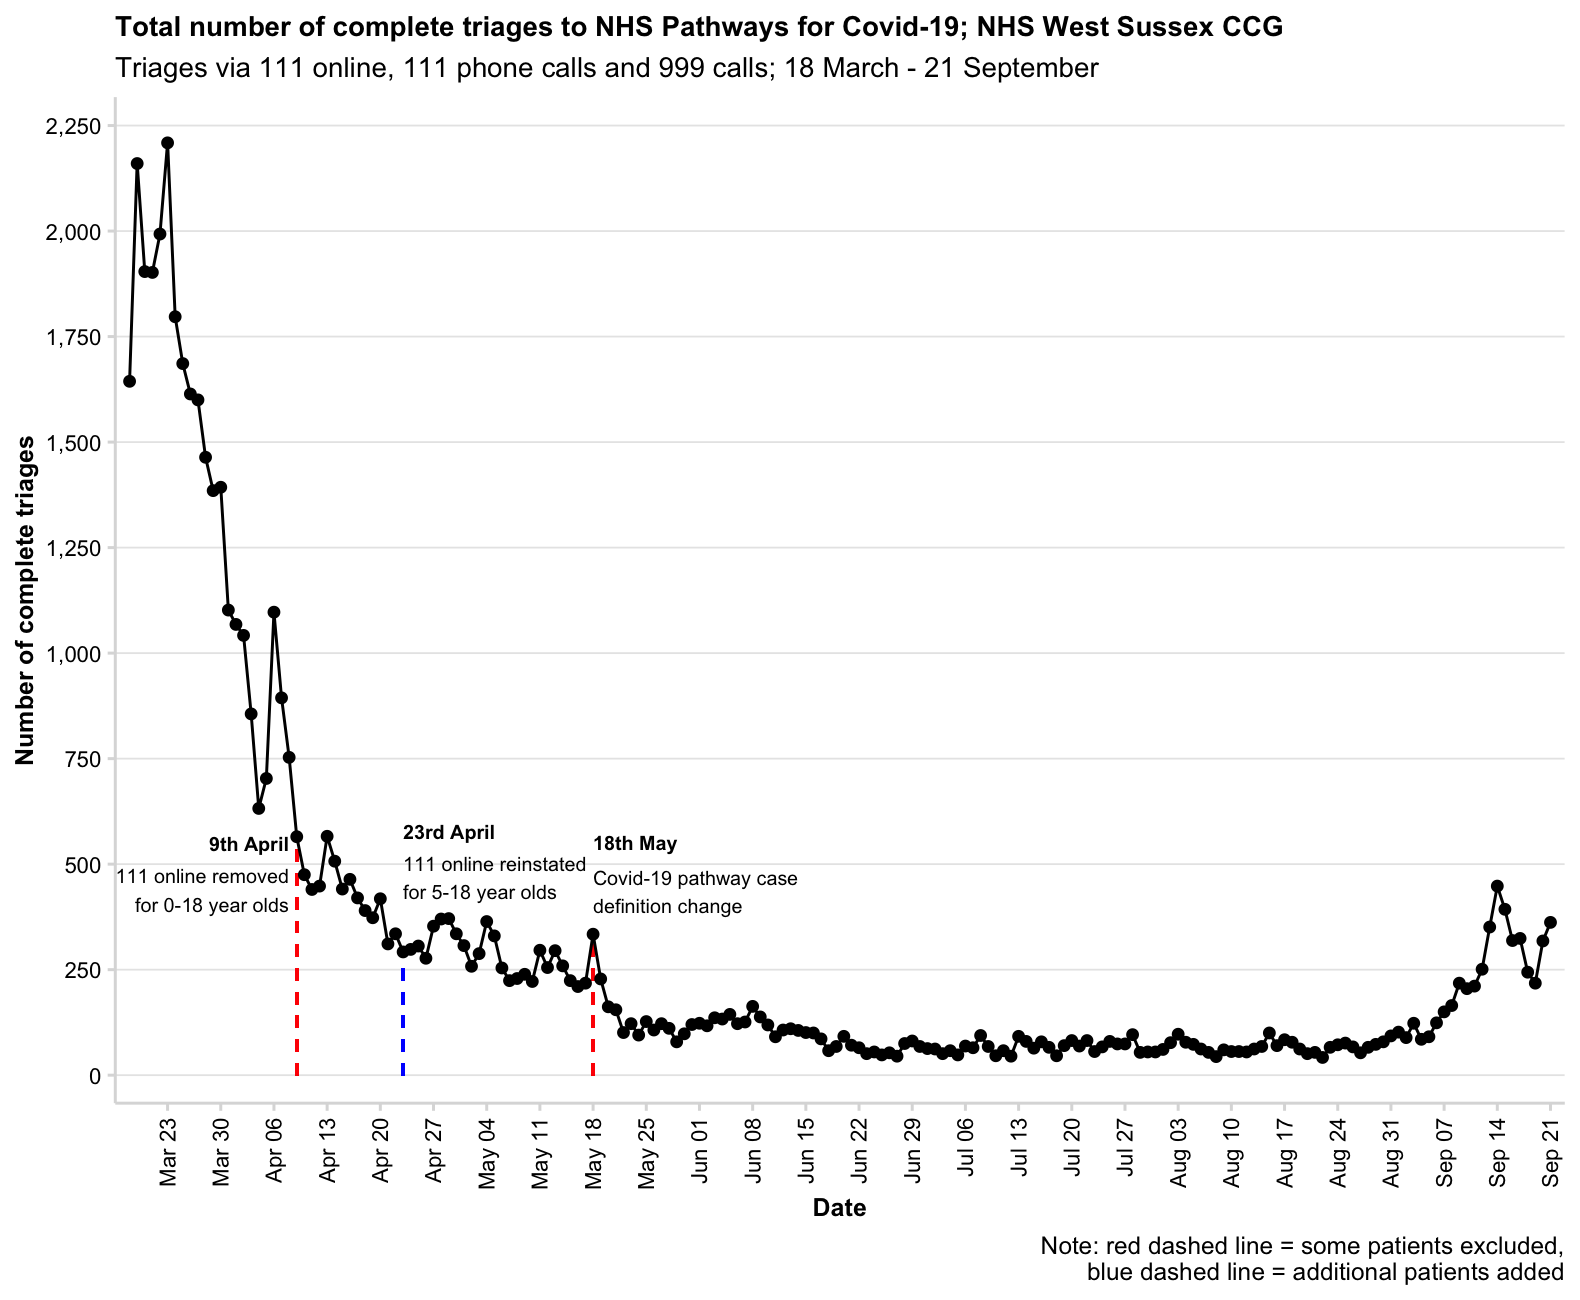 Total number of complete triages to NHS Pathways for Covid-19; NHS West Sussex CCG
Triages via 111 online, 111 phone calls and 999 calls; 18 March - 21 September
Number of complete triages
2,250
2,000
1,750
1,500
1,250
1,000
750
500
250
0
9th April
111 online removed
for 0-18 year olds
23rd April
111 online reinstated
for 5-18 year olds
18th May
Covid-19 pathway case
definition change
Mar 23
Mar 30
Apr 06
Apr 13
Apr 20
Apr 27
May 04
May 11
May 18
May 25
Jun 01
Jun 08
Jun 15
Jun 22
Jun 29
Jul 06
Jul 13
Jul 20
Jul 27
Aug 03
Aug 10
Aug 17
Aug 24
Aug 31
Sep 07
Sep 14
Sep 21
Date
Note: red dashed line = some patients excluded,
blue dashed line = additional patients added